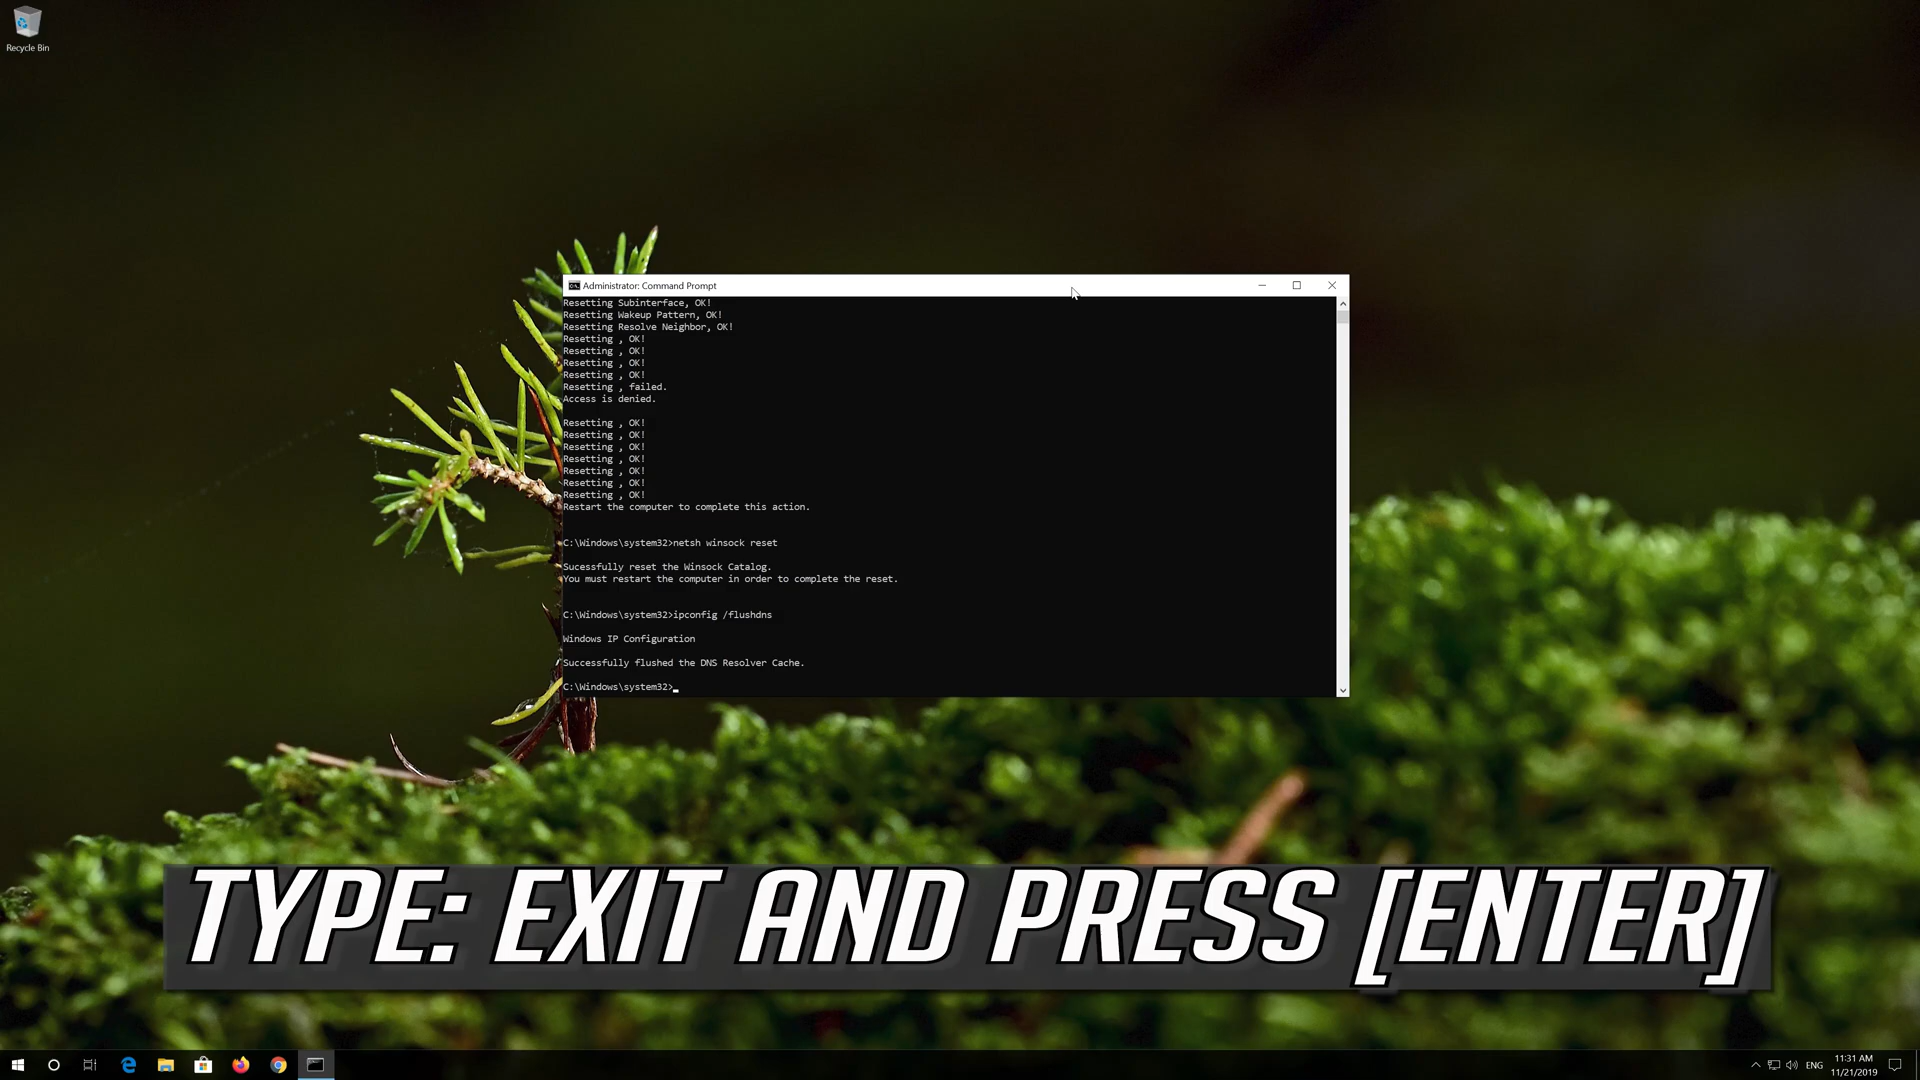 Recycle Bin
Administrator: Command Prompt
Resetting Subinterface, OK!
Resetting Wakeup Pattern, OK!
Resetting Resolve Neighbor, OK!
Resetting , OK!
Resetting , OK!
Resetting , OK!
Resetting , OK!
Resetting , failed.
Access is denied.
Resetting , OK!
Resetting , OK!
Resetting , OK!
Resetting , OK!
Resetting , OK!
Resetting , OK!
Resetting , OK!
Restart the computer to complete this action.
C:\Windows\system32>netsh winsock reset
Sucessfully reset the Winsock Catalog.
You must restart the computer in order to complete the reset.
C:\Windows\system32>ipconfig /flushdns
Windows IP Configuration
Successfully flushed the DNS Resolver Cache.
C:\Windows\system32>
TYPE: EXIT AND PRESS [ENTER]
ENG
11:31 AM
11/21/2019